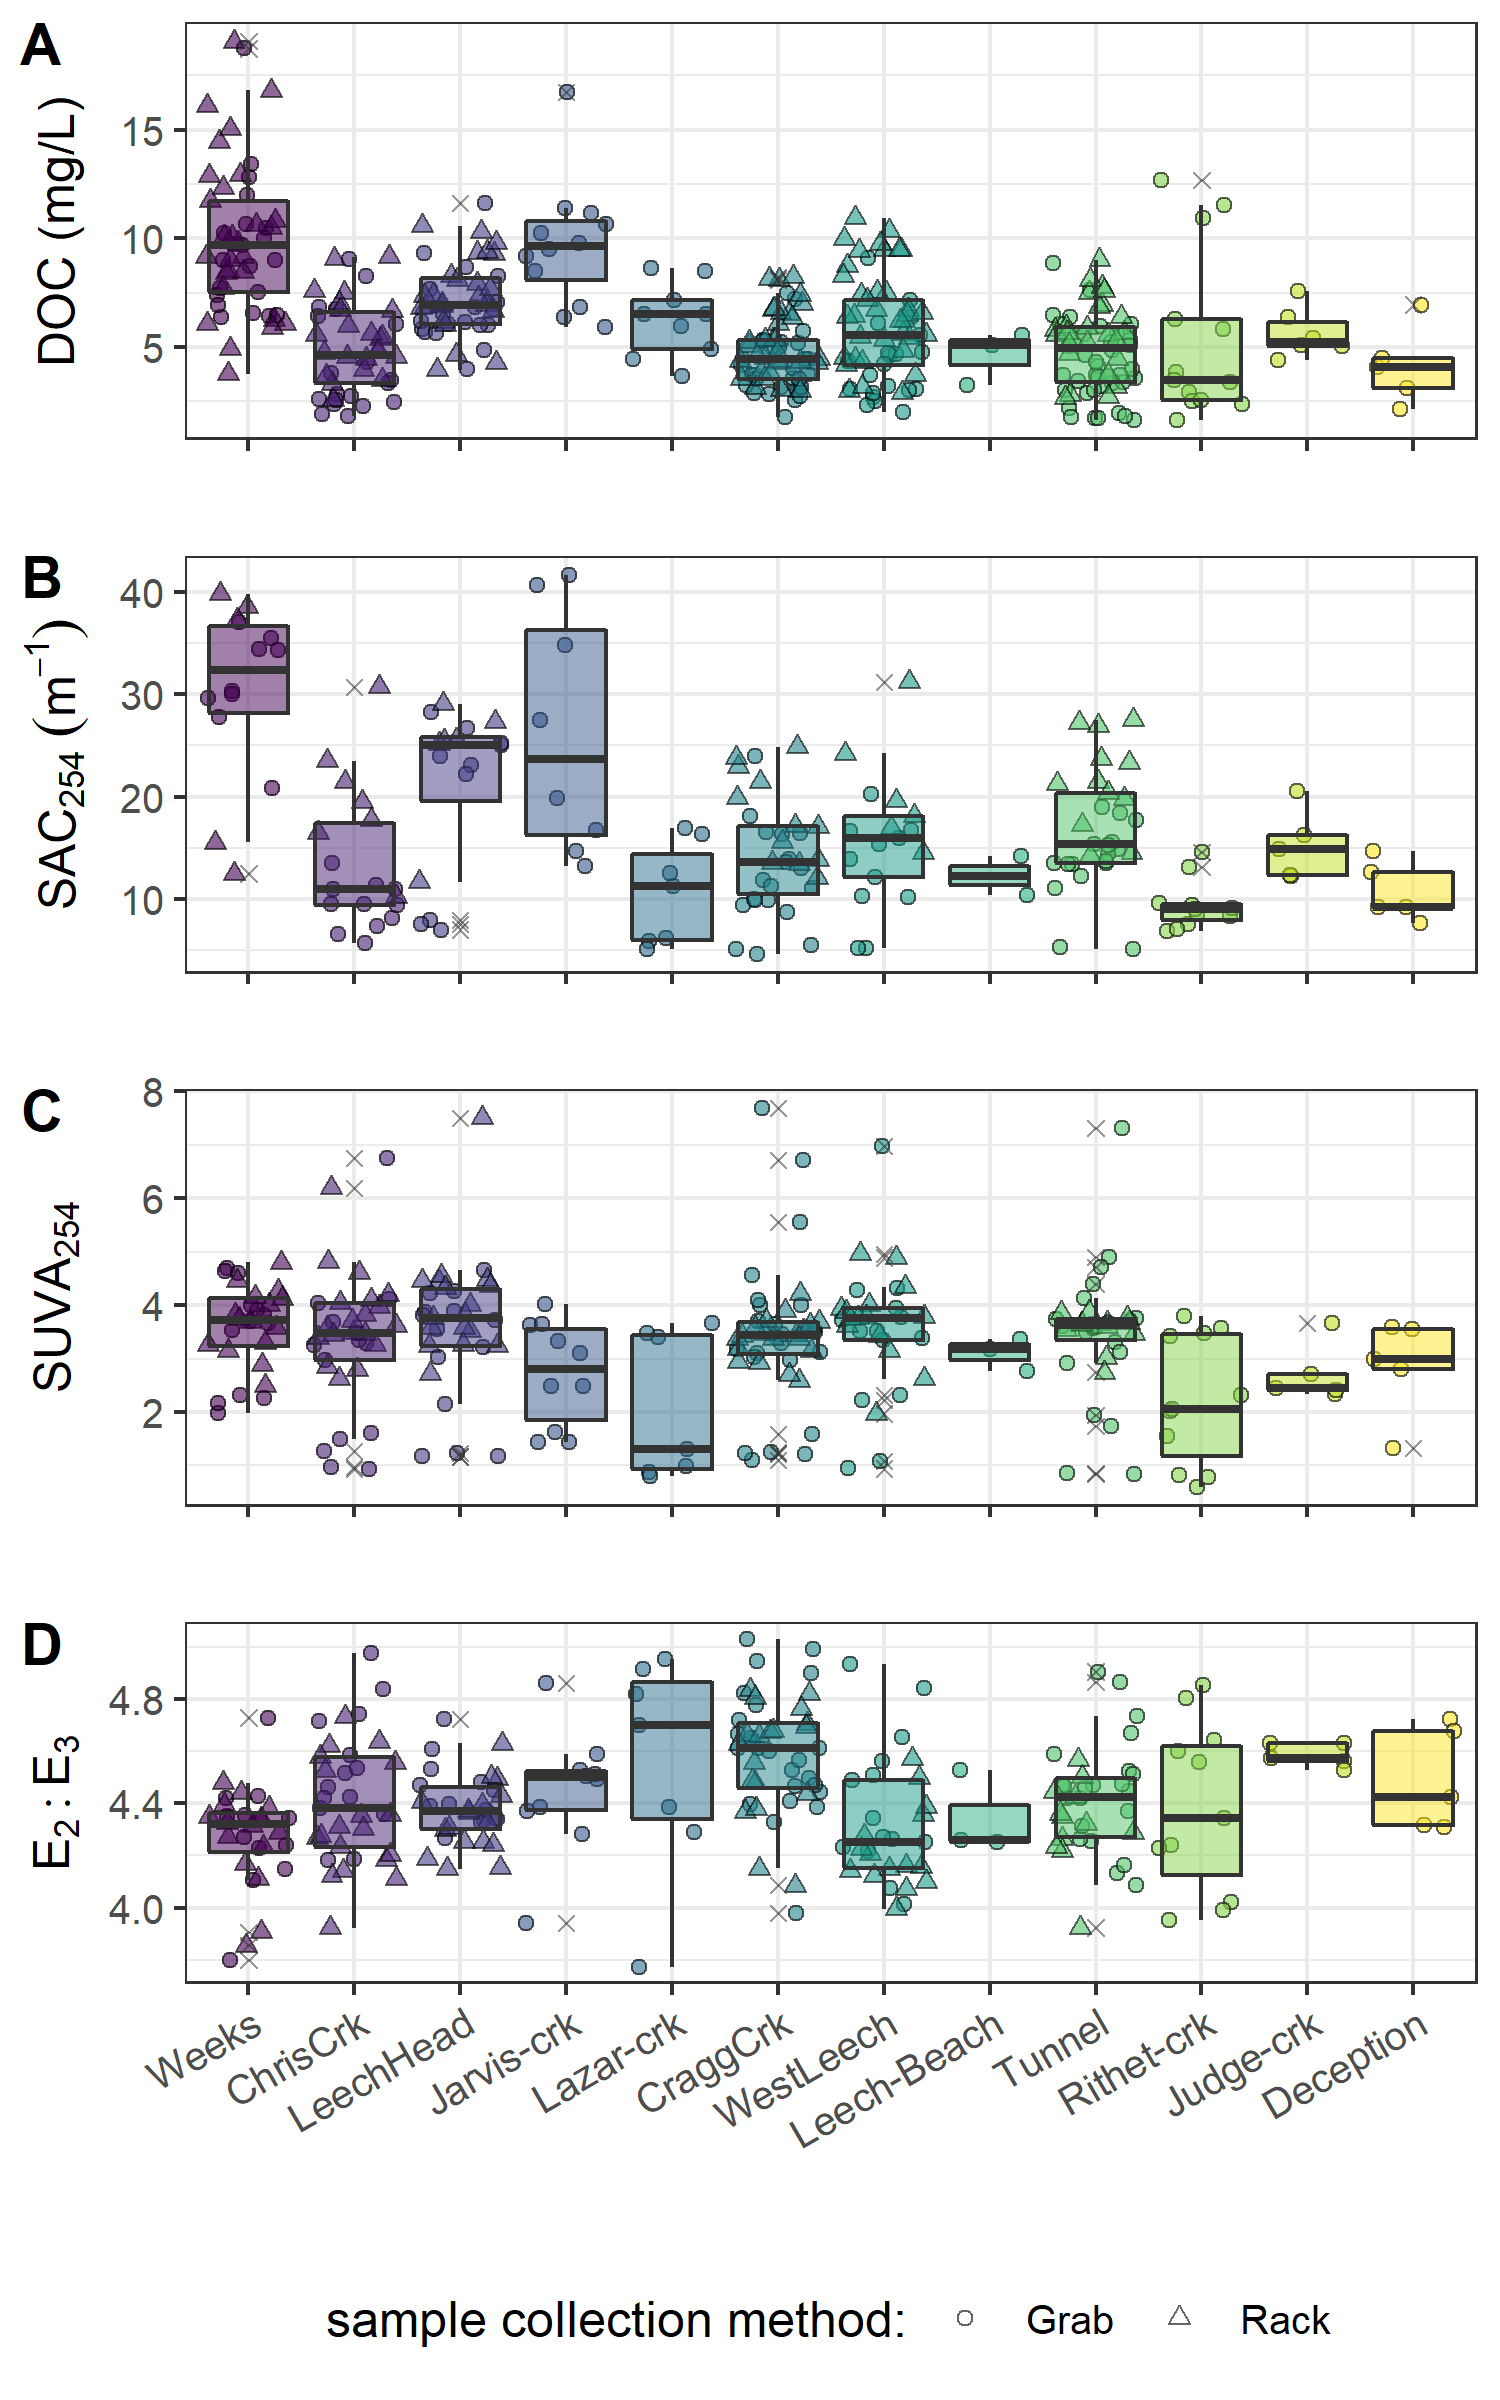 A
DOC (mg/L)
15
10
5
B
SAC254 (m−1)
40
30
20
10
C
SUVA254
8
6
4
2
D
E2 : E3
4.8
4.4
4.0
Weeks
ChrisCrk
LeechHead
Jarvis-crk
Lazar-crk
CraggCrk
WestLeech
Leech-Beach
Tunnel
Rithet-crk
Judge-crk
Deception
sample collection method: Grab Rack